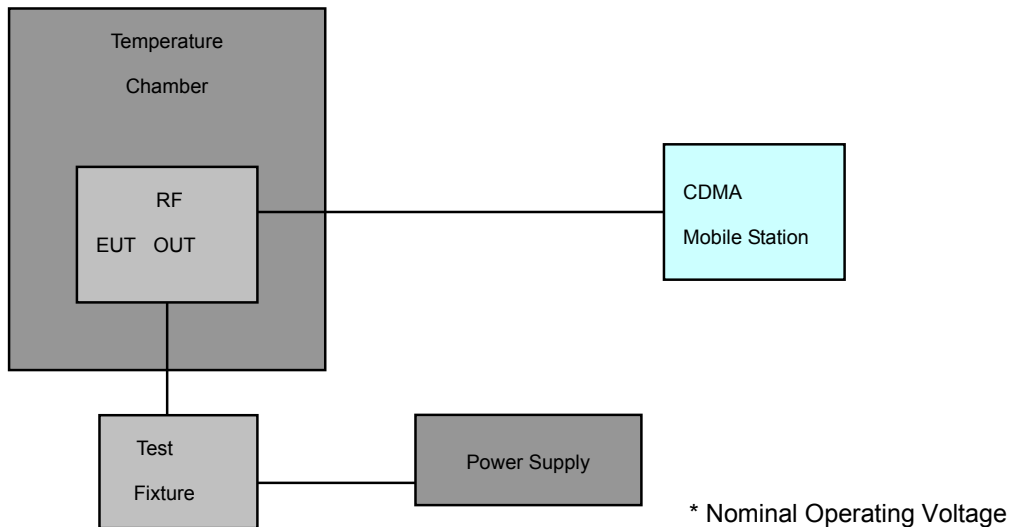 Temperature
Chamber
RF
EUT OUT
CDMA
Mobile Station
Test
Fixture
Power Supply
* Nominal Operating Voltage